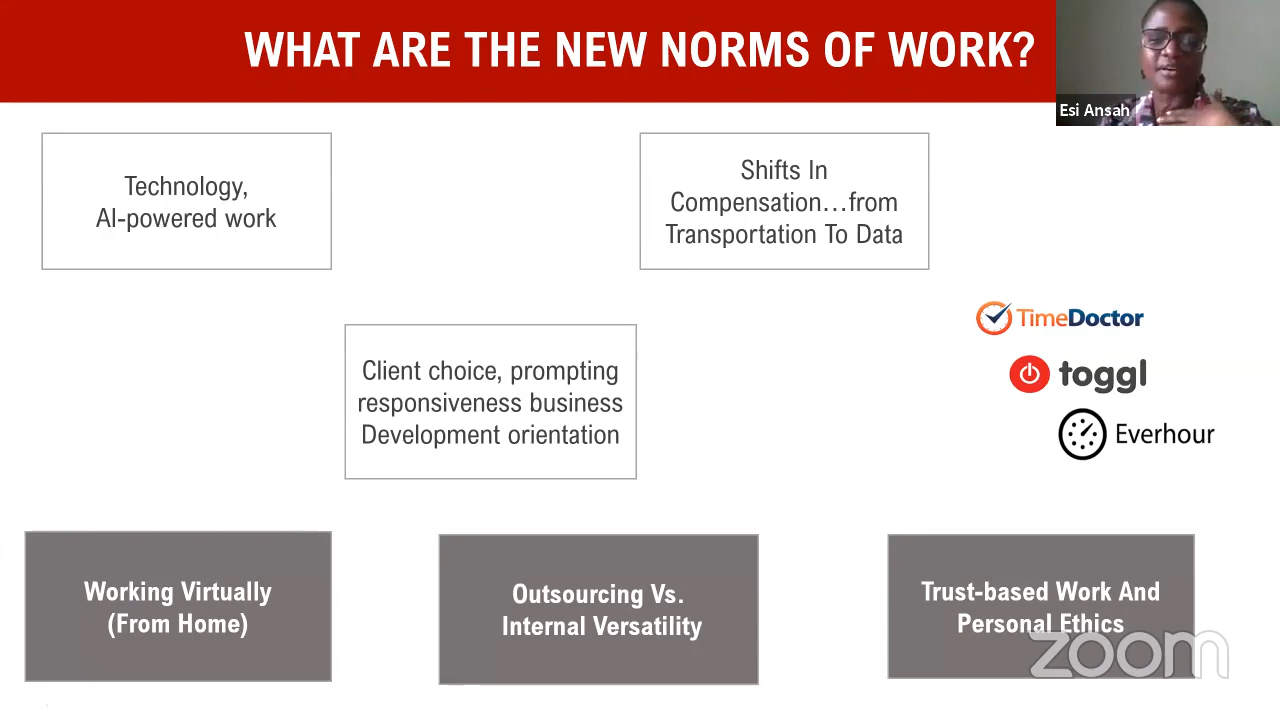 WHAT ARE THE NEW NORMS OF WORK?
Esi Ansah
Technology,
AI-powered work
Shifts In
Compensation...from
Transportation To Data
TimeDoctor
toggl
Everhour
Client choice, prompting
responsiveness business
Development orientation
Working Virtually
(From Home)
Outsourcing Vs.
Internal Versatility
Trust-based Work And
Personal Ethics
zoom